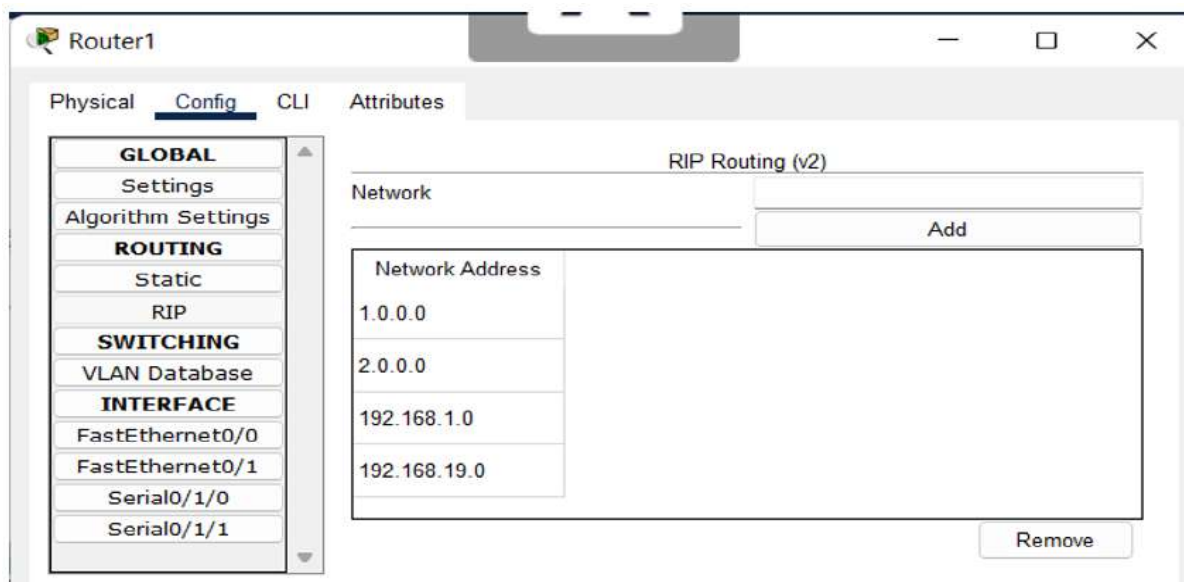 Router1
Physical Config CLI Attributes
GLOBAL
Settings
Algorithm Settings
ROUTING
Static
RIP
SWITCHING
VLAN Database
INTERFACE
FastEthernet0/0
FastEthernet0/1
Serial0/1/0
Serial0/1/1
RIP Routing (v2)
Network
Add
Network Address
1.0.0.0
2.0.0.0
192.168.1.0
192.168.19.0
Remove